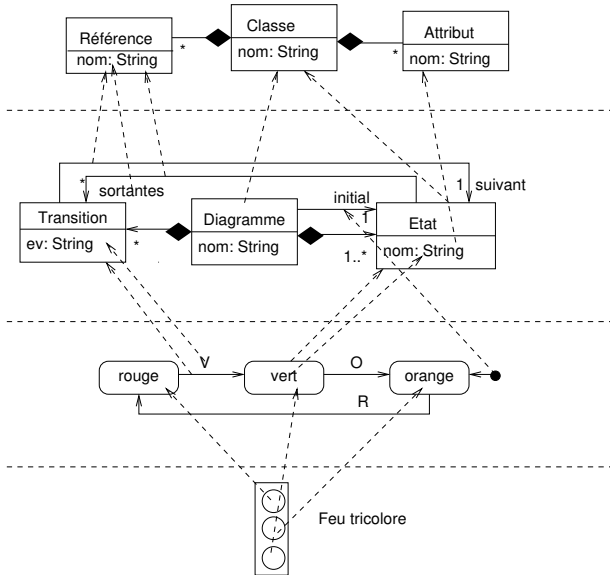 Référence
nom: String
*
Classe
nom: String
*
Attribut
nom: String
*
sortantes
initial
1
1
suivant
Transition
ev: String
*
Diagramme
nom: String
1..*
Etat
nom: String
rouge
V
vert
O
orange
R
Feu tricolore